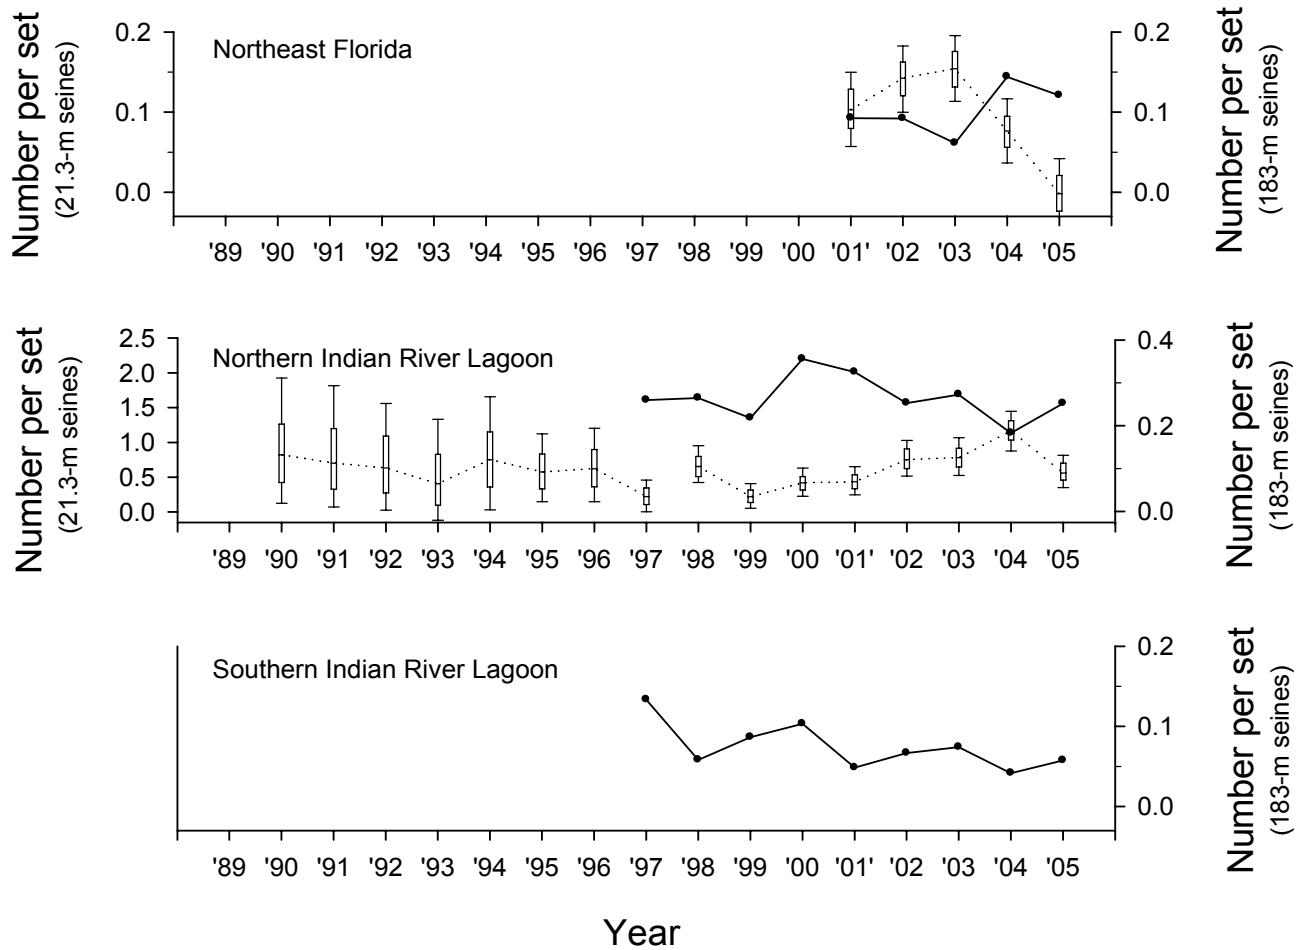 Northeast Florida
Number per set
(21.3-m seines)
0.2
0.1
0.0
0.2
0.1
0.0
Number per set
(183-m seines)
'89 '90 '91 '92 '93 '94 '95 '96 '97 '98 '99 '00 '01' '02 '03 '04 '05
Northern Indian River Lagoon
Number per set
(21.3-m seines)
2.5
2.0
1.5
1.0
0.5
0.0
0.4
0.2
0.0
Number per set
(183-m seines)
'89 '90 '91 '92 '93 '94 '95 '96 '97 '98 '99 '00 '01' '02 '03 '04 '05
Southern Indian River Lagoon
0.2
0.1
0.0
Number per set
(183-m seines)
'89 '90 '91 '92 '93 '94 '95 '96 '97 '98 '99 '00 '01' '02 '03 '04 '05
Year